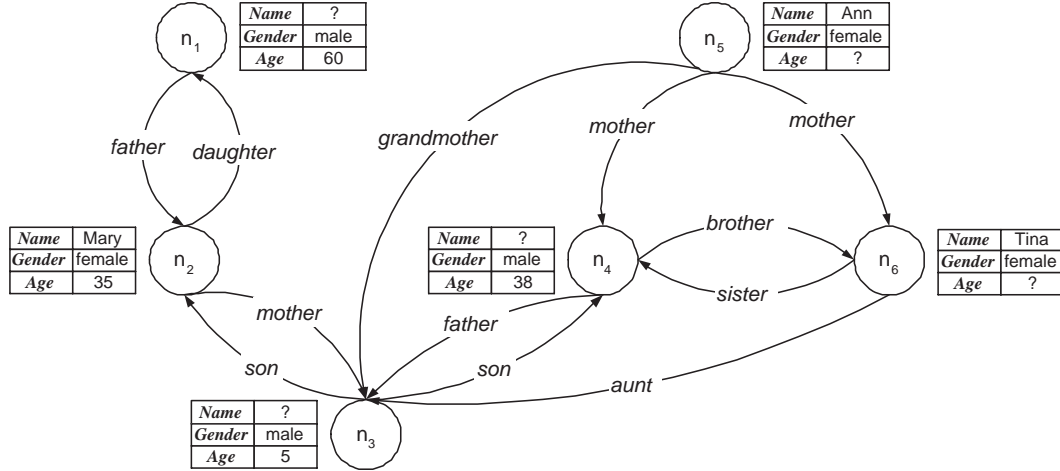 Name ?
Gender male
Age 60
n1
Name Ann
Gender female
Age ?
n5
father
daughter
grandmother
mother
mother
Name Mary
Gender female
Age 35
n2
Name ?
Gender male
Age 38
n4
brother
sister
n6
Name Tina
Gender female
Age ?
mother
father
son
son
aunt
Name ?
Gender male
Age 5
n3